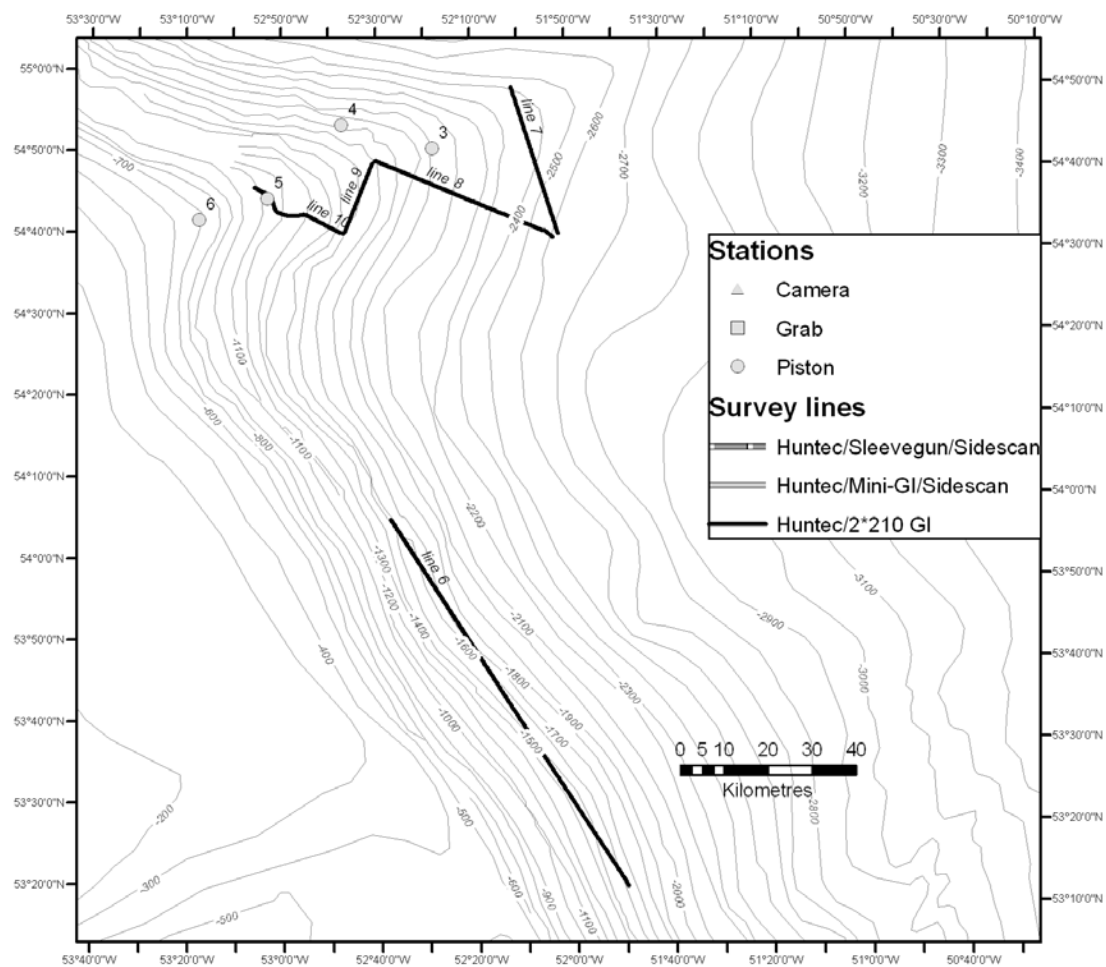 53°30'0"W 53°10'0"W 52°50'0"W 52°30'0"W 52°10'0"W 51°50'0"W 51°30'0"W 51°10'0"W 50°50'0"W 50°30'0"W 50°10'0"W
55°0'0"N
54°50'0"N
54°40'0"N
54°30'0"N
54°20'0"N
54°10'0"N
54°0'0"N
53°50'0"N
53°40'0"N
53°30'0"N
53°20'0"N
54°50'0"N
54°40'0"N
54°30'0"N
54°20'0"N
54°10'0"N
54°0'0"N
53°50'0"N
53°40'0"N
53°30'0"N
53°20'0"N
53°10'0"N
4
3
5
6
line 7
line 8
line 9
line 10
line 6
-700
-2600
-2500
-2700
-3300
-3400
-3200
-2400
-1100
-600
-800
-1100
-2200
-1300
-1200
-1400
-400
-1600
-2100
-1800
-1900
-1700
-1500
-1000
-2300
-3100
-2900
-3000
-2800
-200
-300
-500
-500
-600
-900
-1100
-2000
Stations
Camera
Grab
Piston
Survey lines
Huntec/Sleevegun/Sidescan
Huntec/Mini-GI/Sidescan
Huntec/2*210 GI
0 5 10 20 30 40
Kilometres
53°40'0"W 53°20'0"W 53°0'0"W 52°40'0"W 52°20'0"W 52°0'0"W 51°40'0"W 51°20'0"W 51°0'0"W 50°40'0"W 50°20'0"W